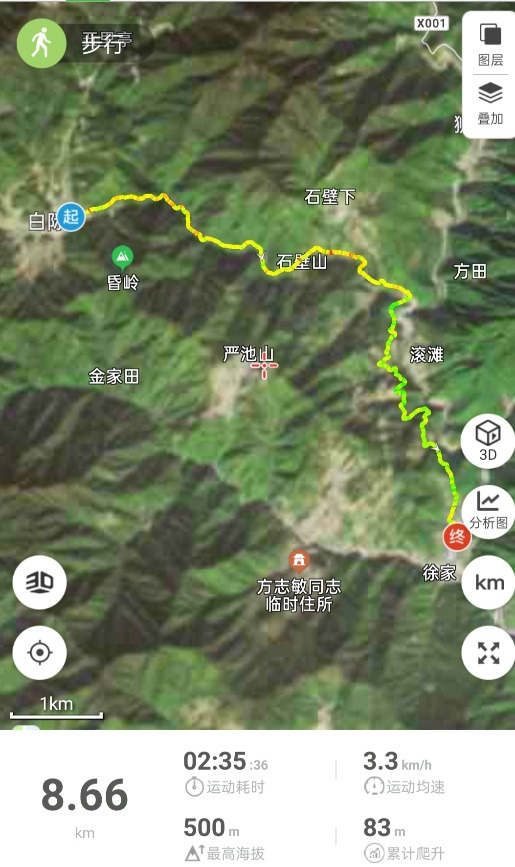 步行
X001
图层
叠加
石壁下
起
石壁山
方田
昏岭
严池山
滚滩
金家田
3D
分析图
终
徐家
方志敏同志
临时住所
3D
km
1km
8.66
km
02:35:36
运动耗时
3.3 km/h
运动均速
500 m
最高海拔
83 m
累计爬升